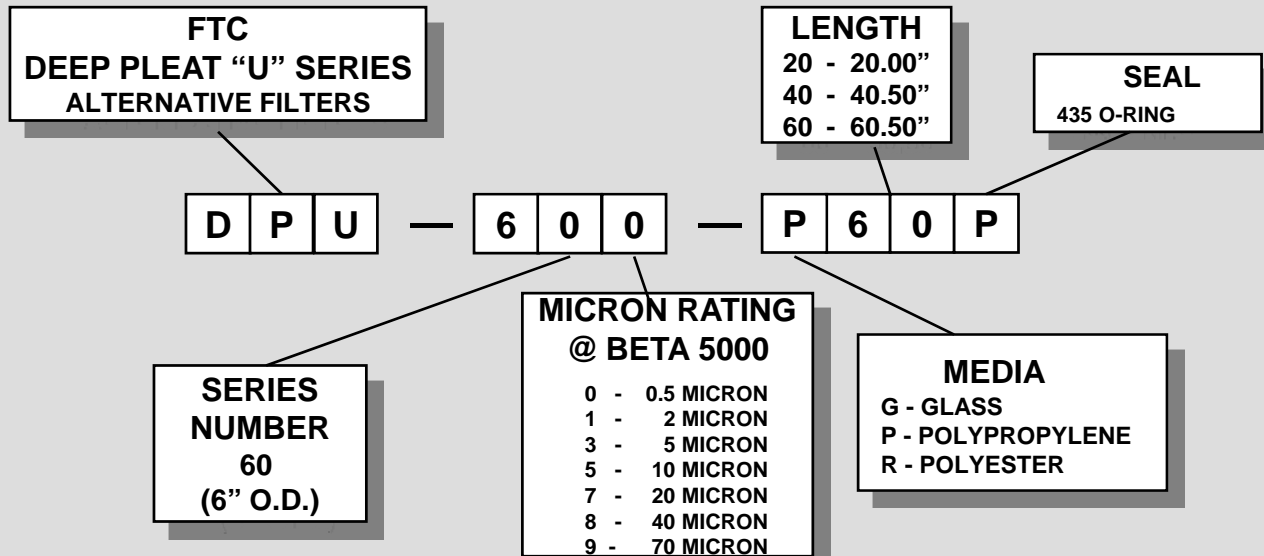 FTC
DEEP PLEAT “U” SERIES
ALTERNATIVE FILTERS
LENGTH
20 - 20.00”
40 - 40.50”
60 - 60.50”
SEAL
435 O-RING
D P U — 6 0 0 — P 6 0 P
SERIES
NUMBER
60
(6” O.D.)
MICRON RATING
@ BETA 5000
0 - 0.5 MICRON
1 - 2 MICRON
3 - 5 MICRON
5 - 10 MICRON
7 - 20 MICRON
8 - 40 MICRON
9 - 70 MICRON
MEDIA
G - GLASS
P - POLYPROPYLENE
R - POLYESTER